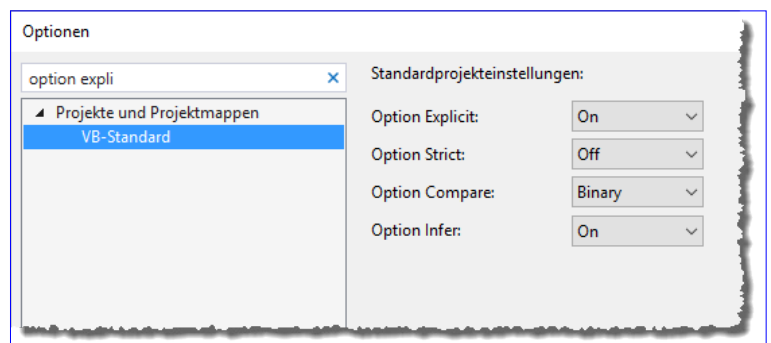 Optionen
option expli
Projekte und Projektmappen
VB-Standard
Standardprojekteinstellungen:
Option Explicit: On
Option Strict: Off
Option Compare: Binary
Option Infer: On